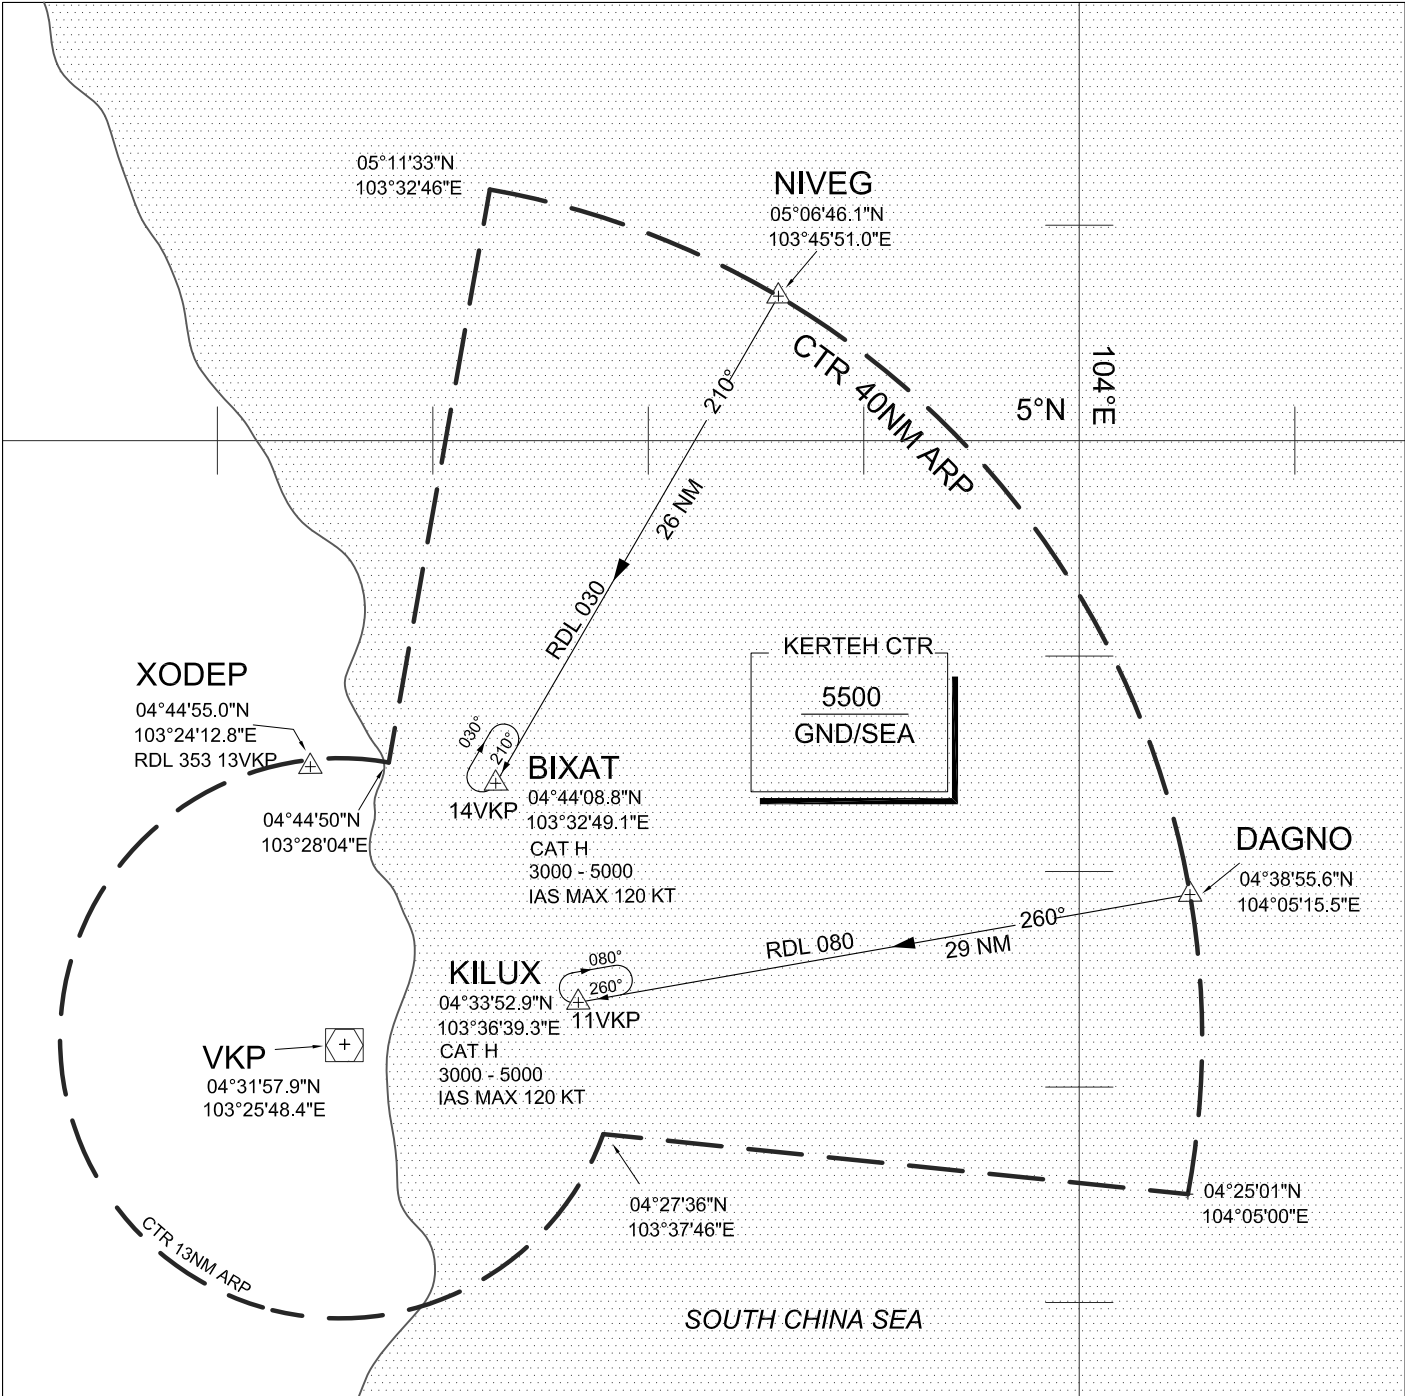 05°11'33"N
103°32'46"E
NIVEG
05°06'46.1"N
103°45'51.0"E
CTR 40NM ARP
5°N
104°E
210°
26 NM
RDL 030
KERTEH CTR
5500
GND/SEA
XODEP
04°44'55.0"N
103°24'12.8"E
RDL 353 13VKP
04°44'50"N
103°28'04"E
030°
210°
14VKP
BIXAT
04°44'08.8"N
103°32'49.1"E
CAT H
3000 - 5000
IAS MAX 120 KT
DAGNO
04°38'55.6"N
104°05'15.5"E
260°
29 NM
RDL 080
KILUX
04°33'52.9"N
103°36'39.3"E
CAT H
3000 - 5000
IAS MAX 120 KT
080°
260°
11VKP
VKP
04°31'57.9"N
103°25'48.4"E
04°27'36"N
103°37'46"E
04°25'01"N
104°05'00"E
CTR 13NM ARP
SOUTH CHINA SEA